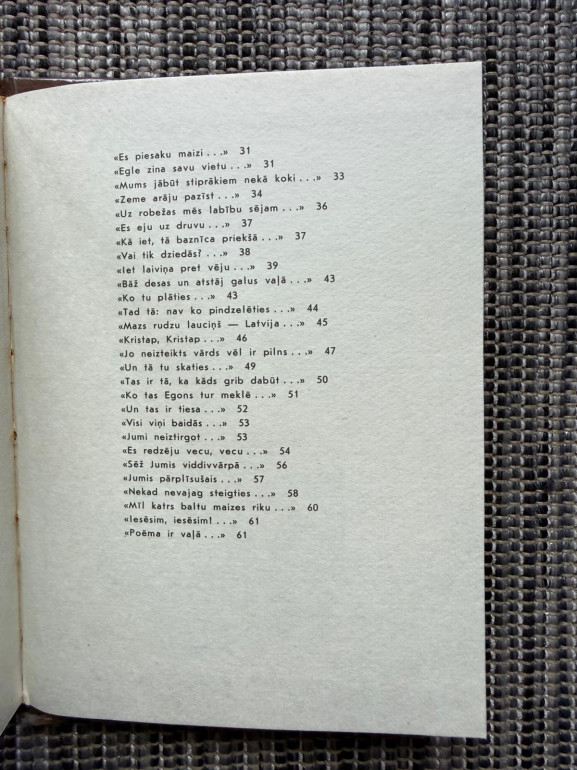 «Es piesaku maizi...» 31
«Egle zina savu vietu...» 31
«Mums jābūt stiprākiem nekā koki...» 33
«Zeme arāju pazīst...» 34
«Uz robežas mēs labību sējam...» 36
«Es eju uz druvu...» 37
«Kā iet, tā baznīca priekšā...» 37
«Vai tik dziedās?...» 38
«Iet laiviņa pret vēju...» 39
«Bāž desas un atstāj galus vaļā...» 43
«Ko tu plāties...» 43
«Tad tā: nav ko pindzelēties...» 44
«Mazs rudzu lauciņš — Latvija...» 45
«Kristap, Kristap...» 46
«Jo neizteikts vārds vēl ir pilns...» 47
«Un tā tu skaties...» 49
«Tas ir tā, ka kāds grib dabūt...» 50
«Ko tas Egons tur meklē...» 51
«Un tas ir tiesa...» 52
«Visi viņi baidās...» 53
«Jumi neiztirgot...» 53
«Es redzēju vecu, vecu...» 54
«Sēž Jumis viddivvārpā...» 56
«Jumis pārplīsušais...» 57
«Nekad nevajag steigties...» 58
«Mīl katrs baltu maizes riku...» 60
«Iesēsim, iesēsim!...» 61
«Poēma ir vaļā...» 61